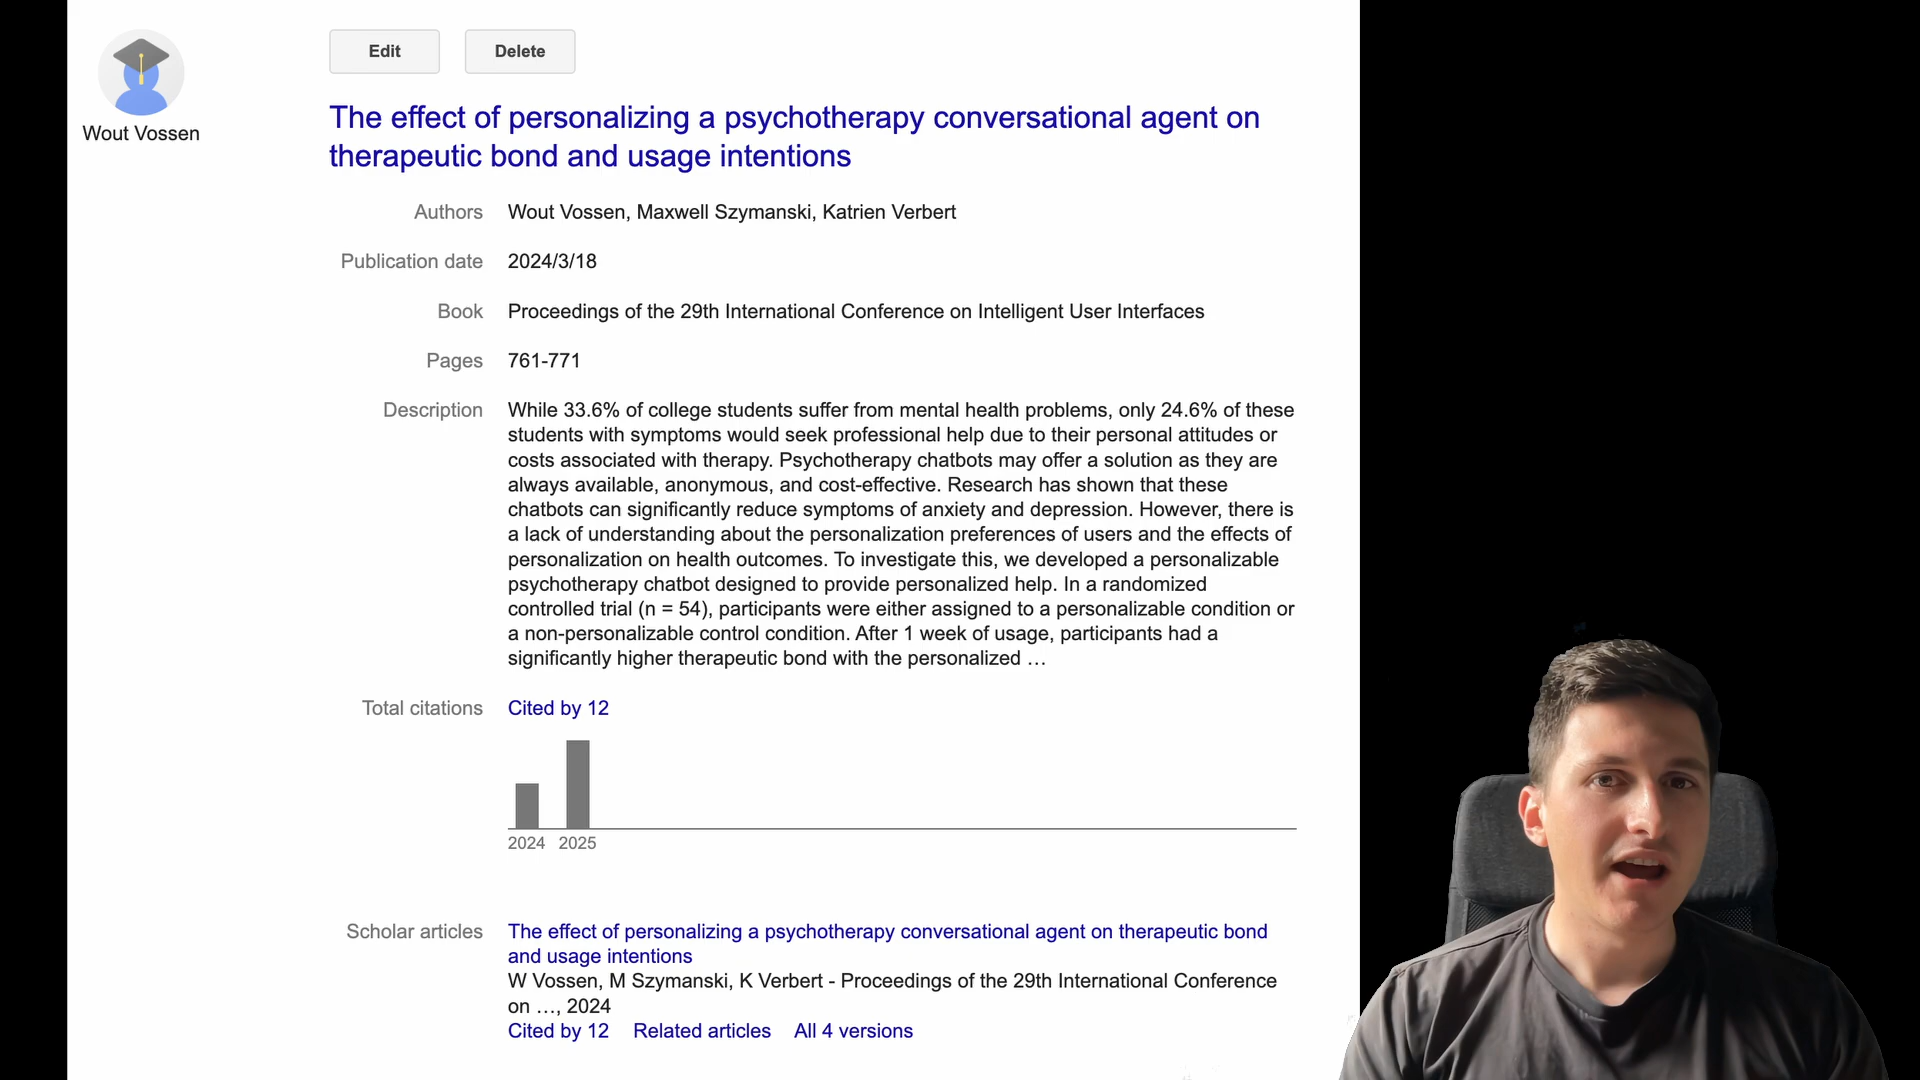 Wout Vossen
Edit
Delete
The effect of personalizing a psychotherapy conversational agent on
therapeutic bond and usage intentions
Authors
Wout Vossen, Maxwell Szymanski, Katrien Verbert
Publication date
2024/3/18
Book
Proceedings of the 29th International Conference on Intelligent User Interfaces
Pages
761-771
Description
While 33.6% of college students suffer from mental health problems, only 24.6% of these
students with symptoms would seek professional help due to their personal attitudes or
costs associated with therapy. Psychotherapy chatbots may offer a solution as they are
always available, anonymous, and cost-effective. Research has shown that these
chatbots can significantly reduce symptoms of anxiety and depression. However, there is
a lack of understanding about the personalization preferences of users and the effects of
personalization on health outcomes. To investigate this, we developed a personalizable
psychotherapy chatbot designed to provide personalized help. In a randomized
controlled trial (n = 54), participants were either assigned to a personalizable condition or
a non-personalizable control condition. After 1 week of usage, participants had a
significantly higher therapeutic bond with the personalized …
Total citations
Cited by 12
2024 2025
Scholar articles
The effect of personalizing a psychotherapy conversational agent on therapeutic bond
and usage intentions
W Vossen, M Szymanski, K Verbert - Proceedings of the 29th International Conference
on …, 2024
Cited by 12 Related articles All 4 versions